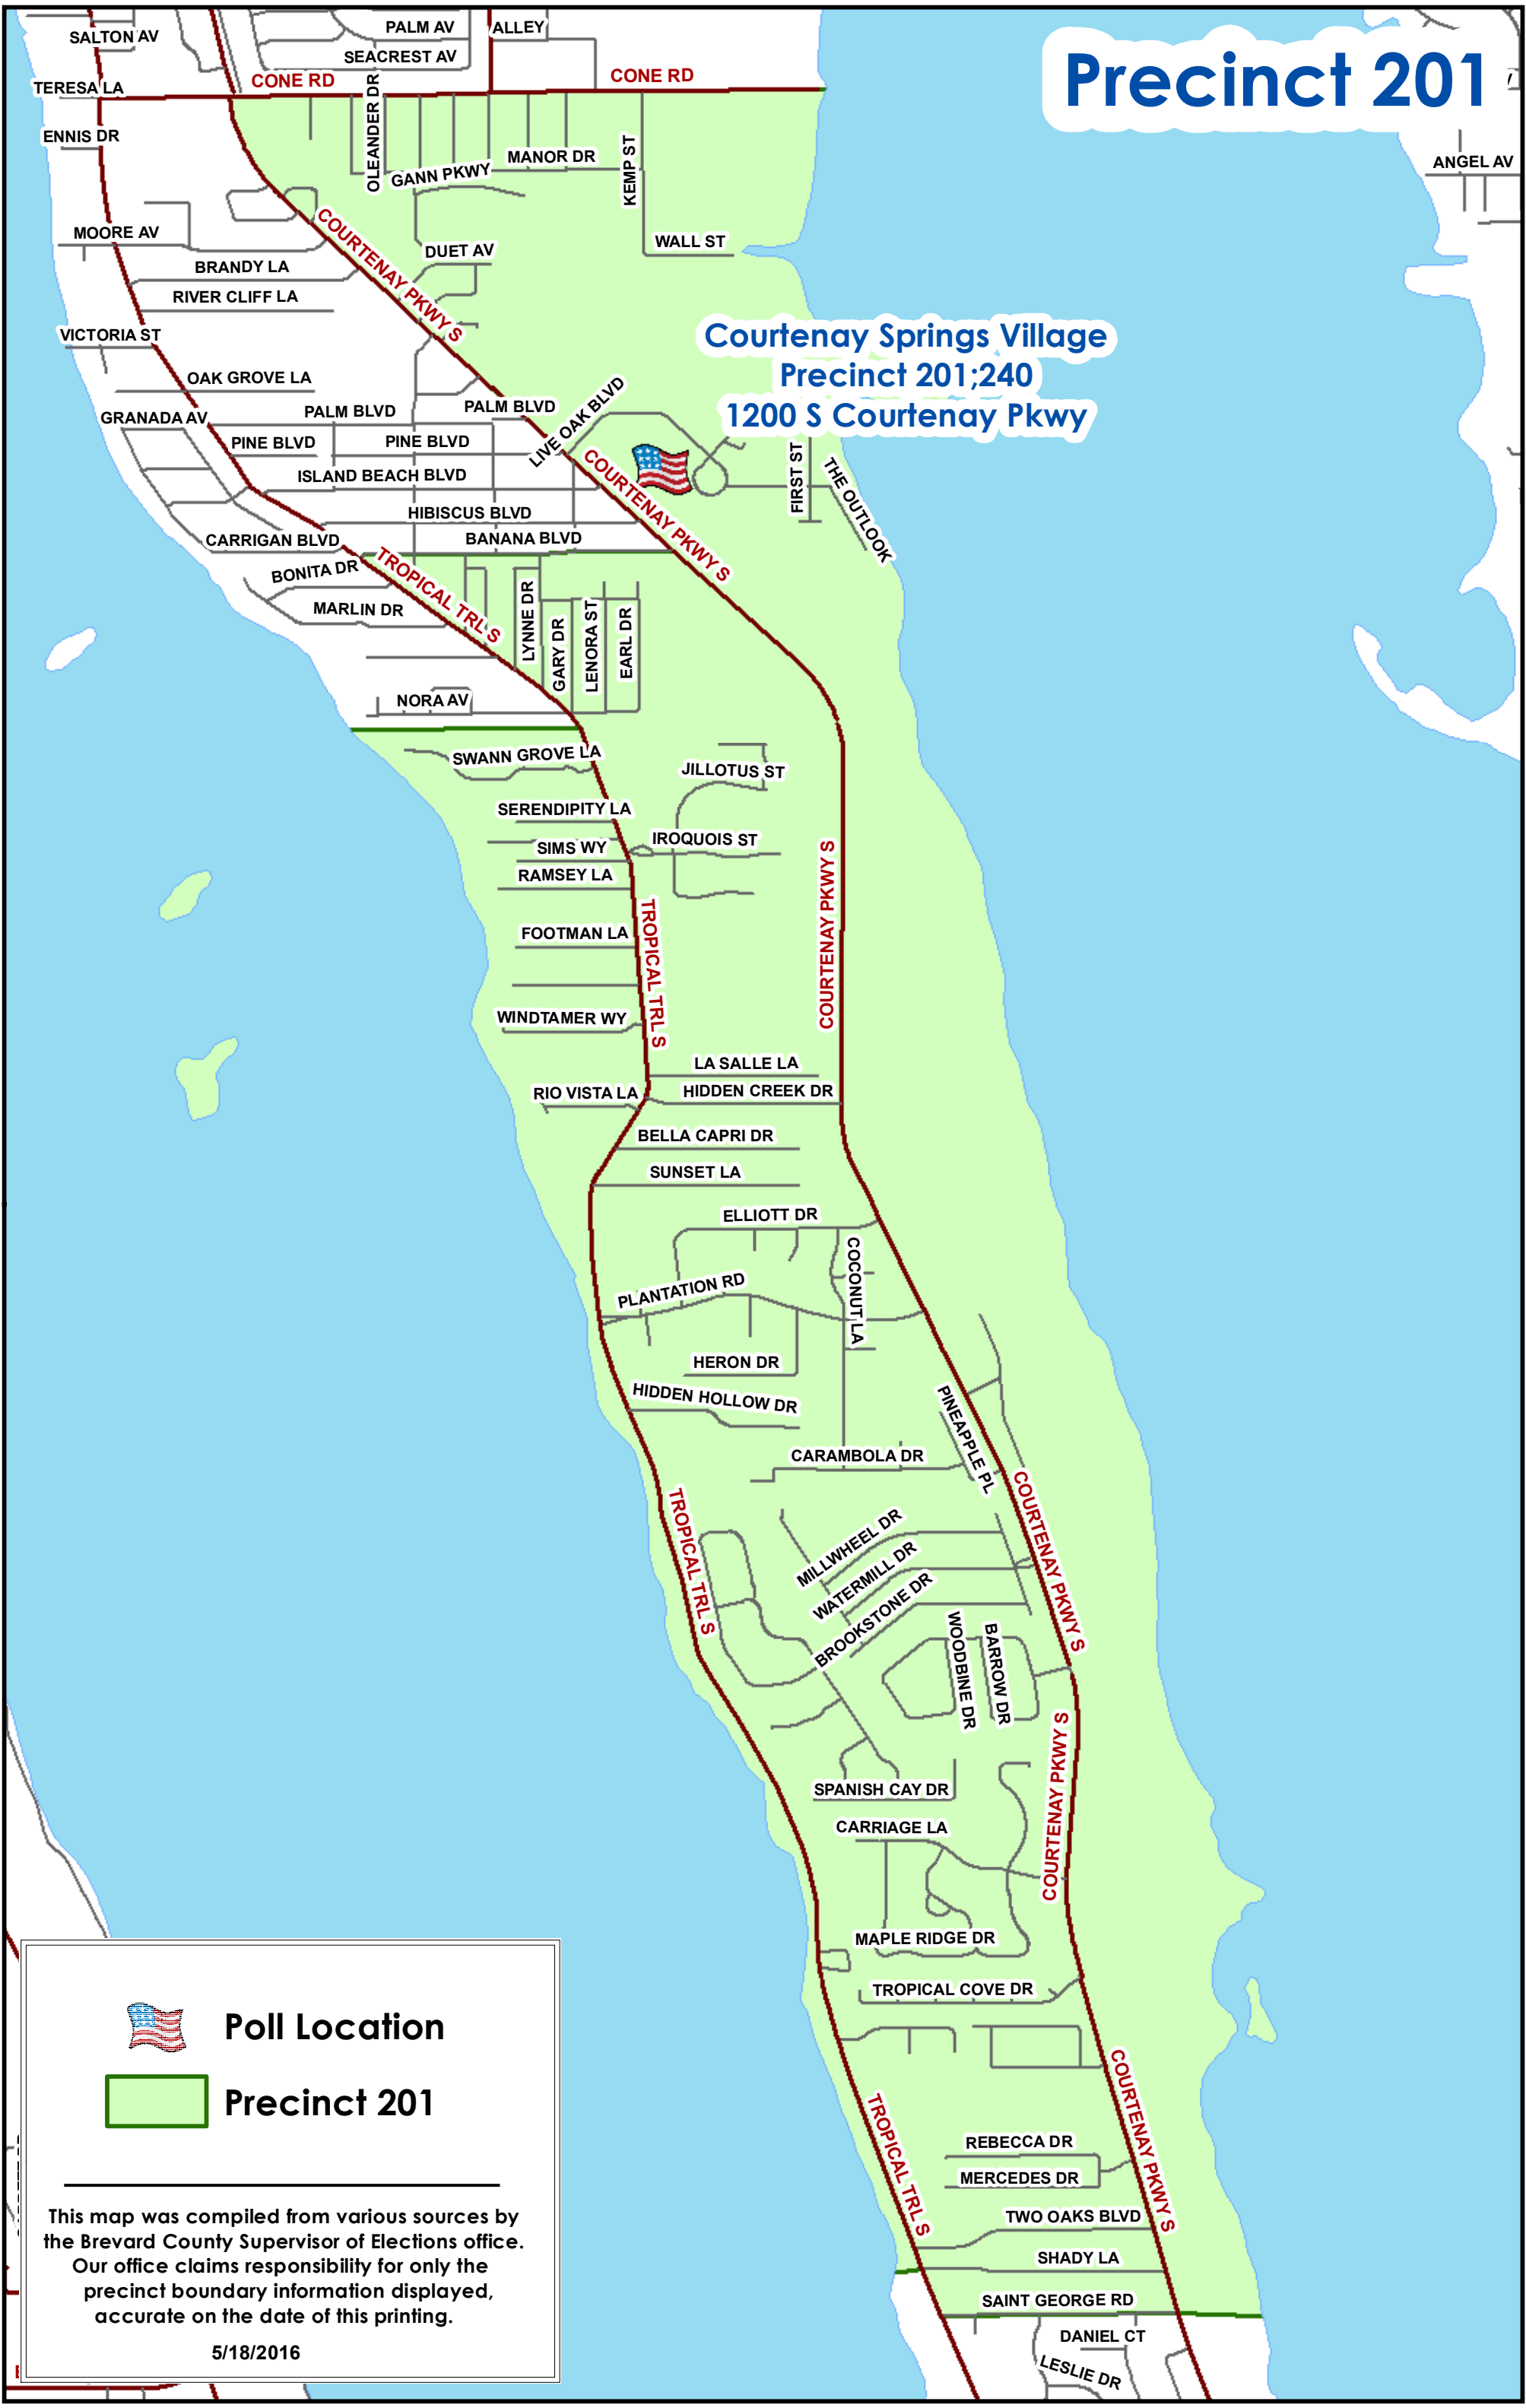 Precinct 201
SALTON AV
PALM AV
ALLEY
SEACREST AV
TERESA LA
CONE RD
CONE RD
OLEANDER DR
ENNIS DR
MANOR DR
KEMP ST
GANN PKWY
ANGEL AV
MOORE AV
COURTENAY PKWY S
DUET AV
WALL ST
BRANDY LA
RIVER CLIFF LA
VICTORIA ST
Courtenay Springs Village
Precinct 201;240
1200 S Courtenay Pkwy
OAK GROVE LA
GRANADA AV
PALM BLVD
PALM BLVD
LIVE OAK BLVD
PINE BLVD
PINE BLVD
ISLAND BEACH BLVD
COURTENAY PKWY S
FIRST ST
THE OUTLOOK
HIBISCUS BLVD
CARRIGAN BLVD
BANANA BLVD
BONITA DR
TROPICAL TRL S
MARLIN DR
LYNNE DR
GARY DR
LENORA ST
EARL DR
NORA AV
SWANN GROVE LA
JILLOTUS ST
SERENDIPITY LA
SIMS WY
IROQUOIS ST
RAMSEY LA
COURTENAY PKWY S
TROPICAL TRL S
FOOTMAN LA
WINDTAMER WY
LA SALLE LA
RIO VISTA LA
HIDDEN CREEK DR
BELLA CAPRI DR
SUNSET LA
ELLIOTT DR
COCONUT LA
PLANTATION RD
HERON DR
HIDDEN HOLLOW DR
PINEAPPLE PL
CARAMBOLA DR
COURTENAY PKWY S
TROPICAL TRL S
MILLWHEEL DR
WATERMILL DR
BROOKSTONE DR
WOODBINE DR
BARROW DR
COURTENAY PKWY S
SPANISH CAY DR
CARRIAGE LA
MAPLE RIDGE DR
TROPICAL COVE DR
COURTENAY PKWY S
TROPICAL TRL S
REBECCA DR
MERCEDES DR
TWO OAKS BLVD
SHADY LA
SAINT GEORGE RD
DANIEL CT
LESLIE DR
Poll Location
Precinct 201
This map was compiled from various sources by
the Brevard County Supervisor of Elections office.
Our office claims responsibility for only the
precinct boundary information displayed,
accurate on the date of this printing.
5/18/2016